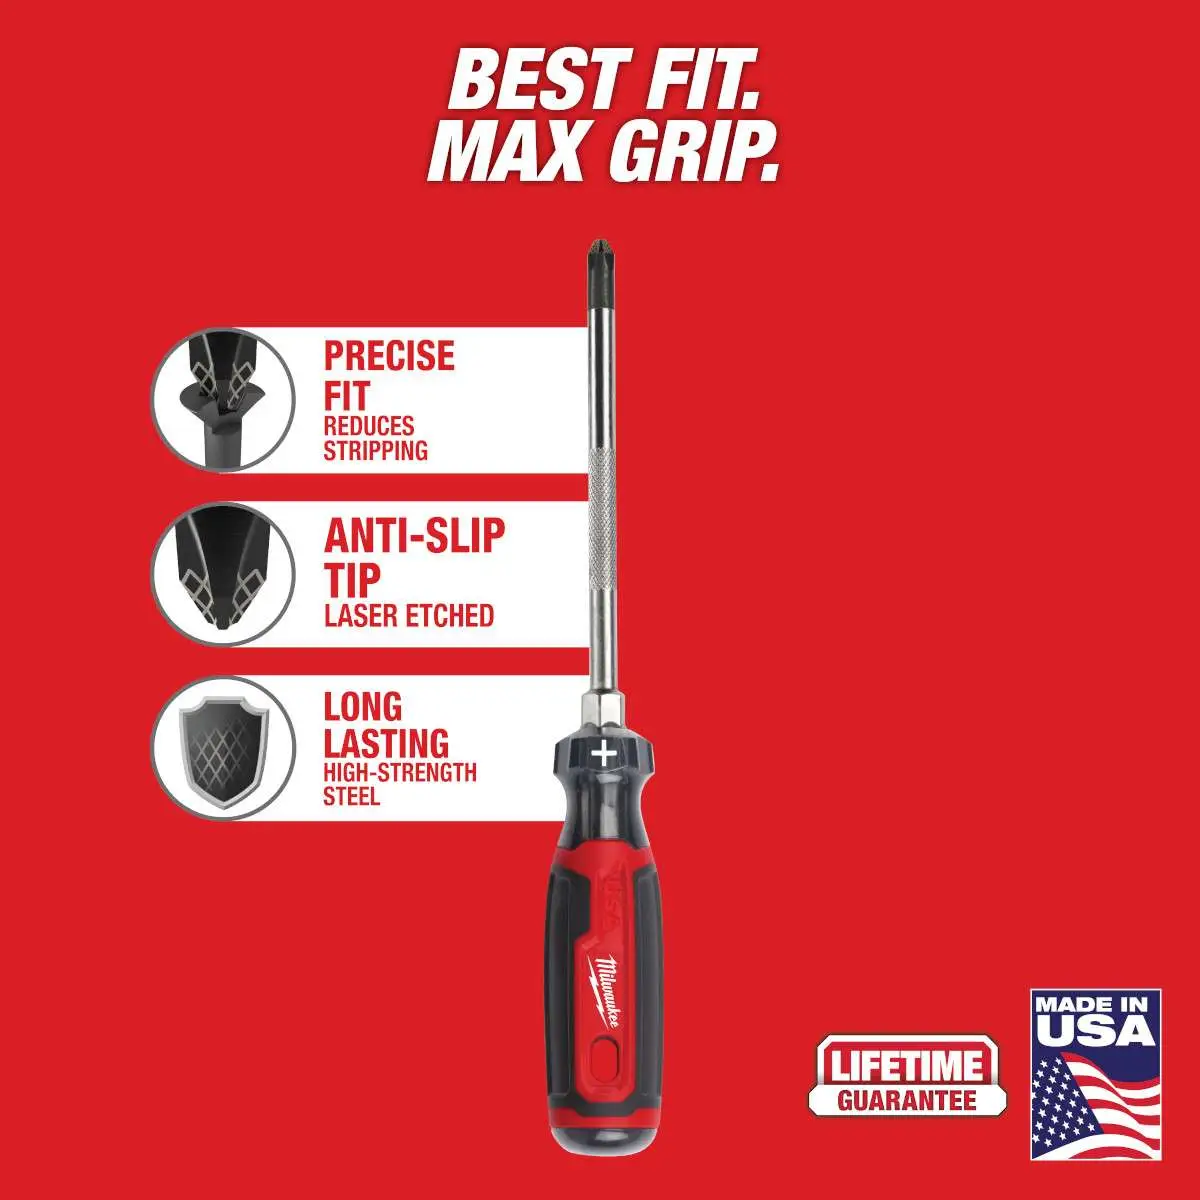 BEST FIT.
MAX GRIP.
PRECISE
FIT
REDUCES
STRIPPING
ANTI-SLIP
TIP
LASER ETCHED
LONG
LASTING
HIGH-STRENGTH
STEEL
USA
Milwaukee
LIFETIME
GUARANTEE
MADE IN
USA